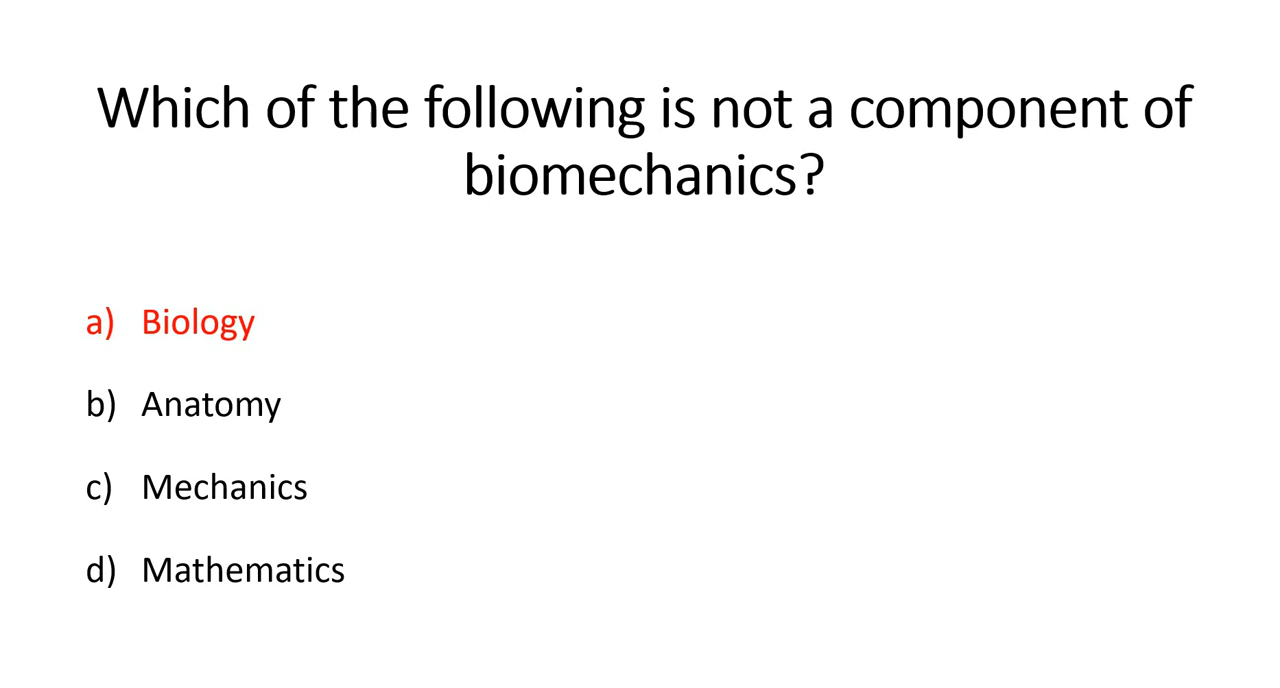 Which of the following is not a component of
biomechanics?
a) Biology
b) Anatomy
c) Mechanics
d) Mathematics